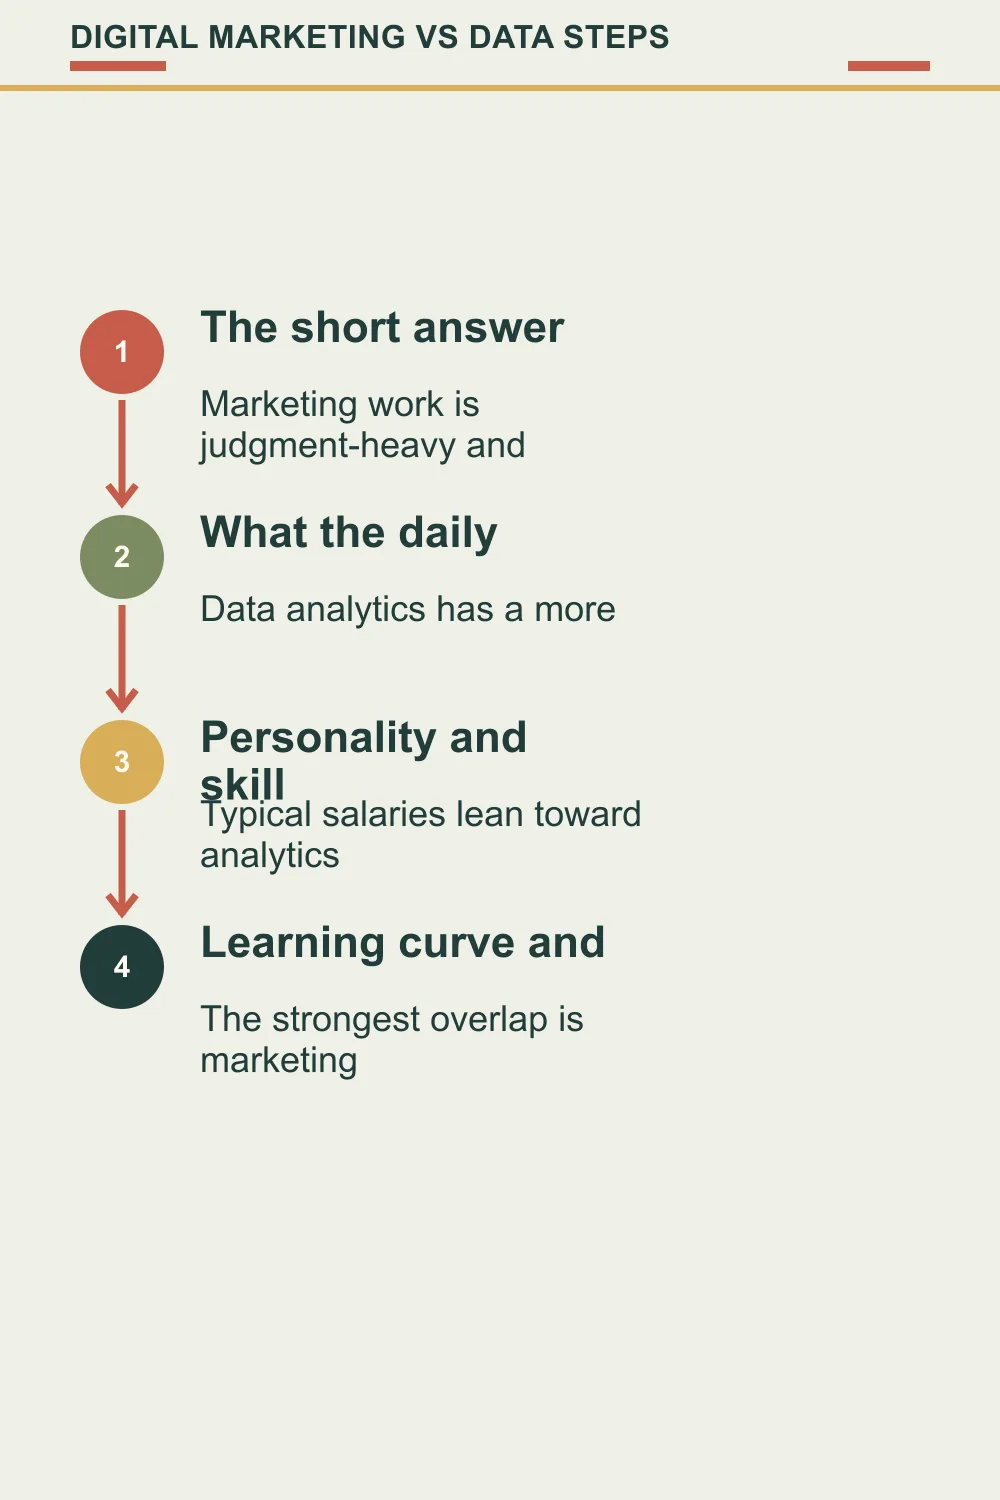 DIGITAL MARKETING VS DATA STEPS
1
The short answer
Marketing work is
judgment-heavy and
2
What the daily
Data analytics has a more
3
Personality and
skill
Typical salaries lean toward
analytics
4
Learning curve and
The strongest overlap is
marketing